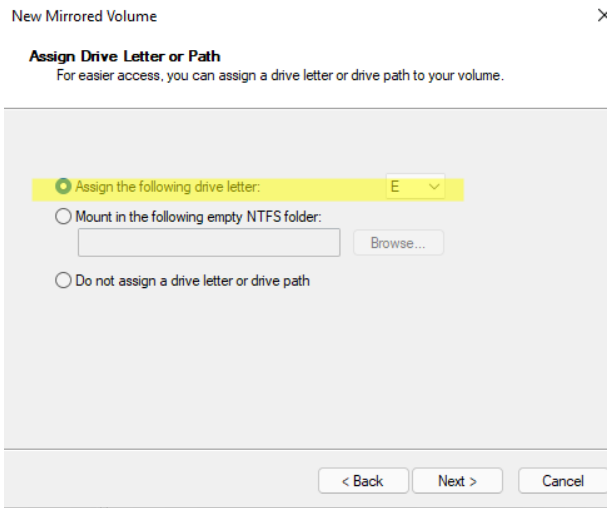 New Mirrored Volume
Assign Drive Letter or Path
For easier access, you can assign a drive letter or drive path to your volume.
Assign the following drive letter: E
Mount in the following empty NTFS folder:
Browse...
Do not assign a drive letter or drive path
< Back Next > Cancel